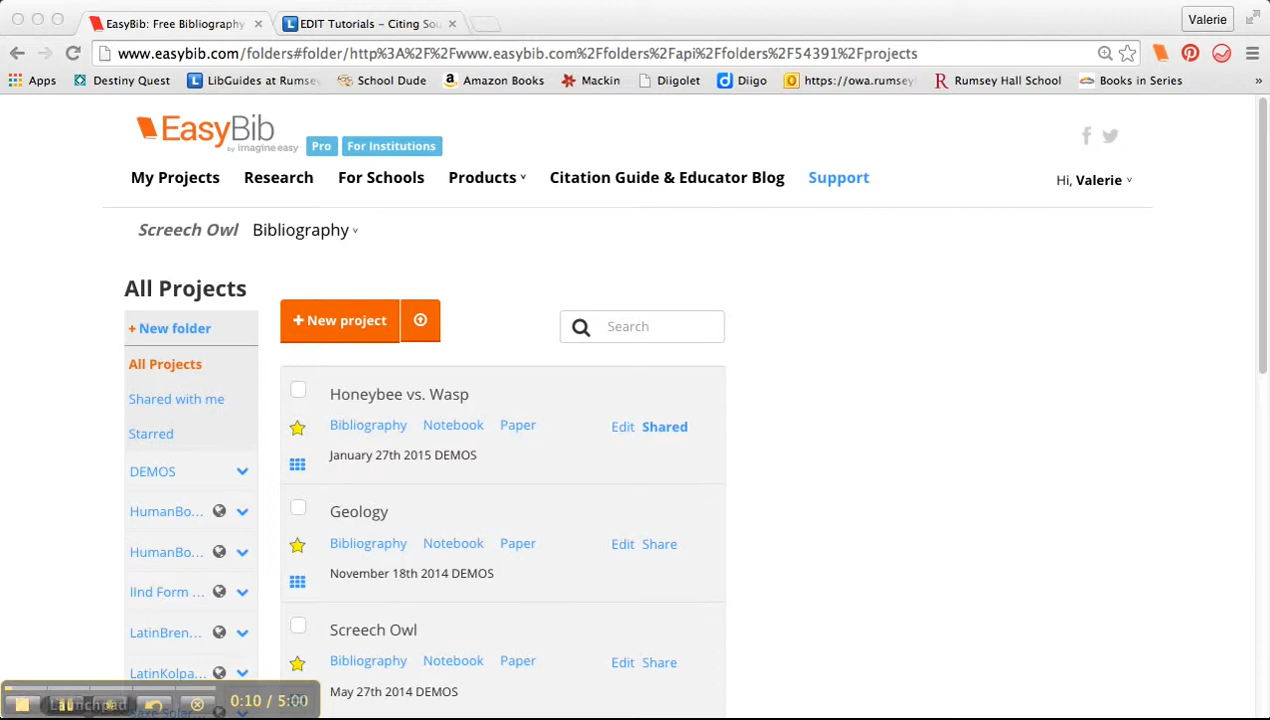 EasyBib: Free Bibliography
EDIT Tutorials – Citing Sou
Valerie
www.easybib.com/folders#folder/http%3A%2F%2Fwww.easybib.com%2Ffolders%2Fapi%2Ffolders%2F54391%2Fprojects
Apps Destiny Quest LibGuides at Rumsey School Dude Amazon Books Mackin Diigolet Diigo https://owa.rumsey Rumsey Hall School Books in Series »
EasyBib
by imagine easy
Pro For Institutions
My Projects Research For Schools Products Citation Guide & Educator Blog Support Hi, Valerie
Screech Owl Bibliography
All Projects
+ New folder
+ New project
Search
All Projects
Shared with me
Starred
DEMOS
HumanBo...
HumanBo...
IInd Form ...
LatinBren...
LatinKolpa...
Honeybee vs. Wasp
Bibliography Notebook Paper Edit Shared
January 27th 2015 DEMOS
Geology
Bibliography Notebook Paper Edit Share
November 18th 2014 DEMOS
Screech Owl
Bibliography Notebook Paper Edit Share
May 27th 2014 DEMOS
Launchpad
0:10 / 5:00